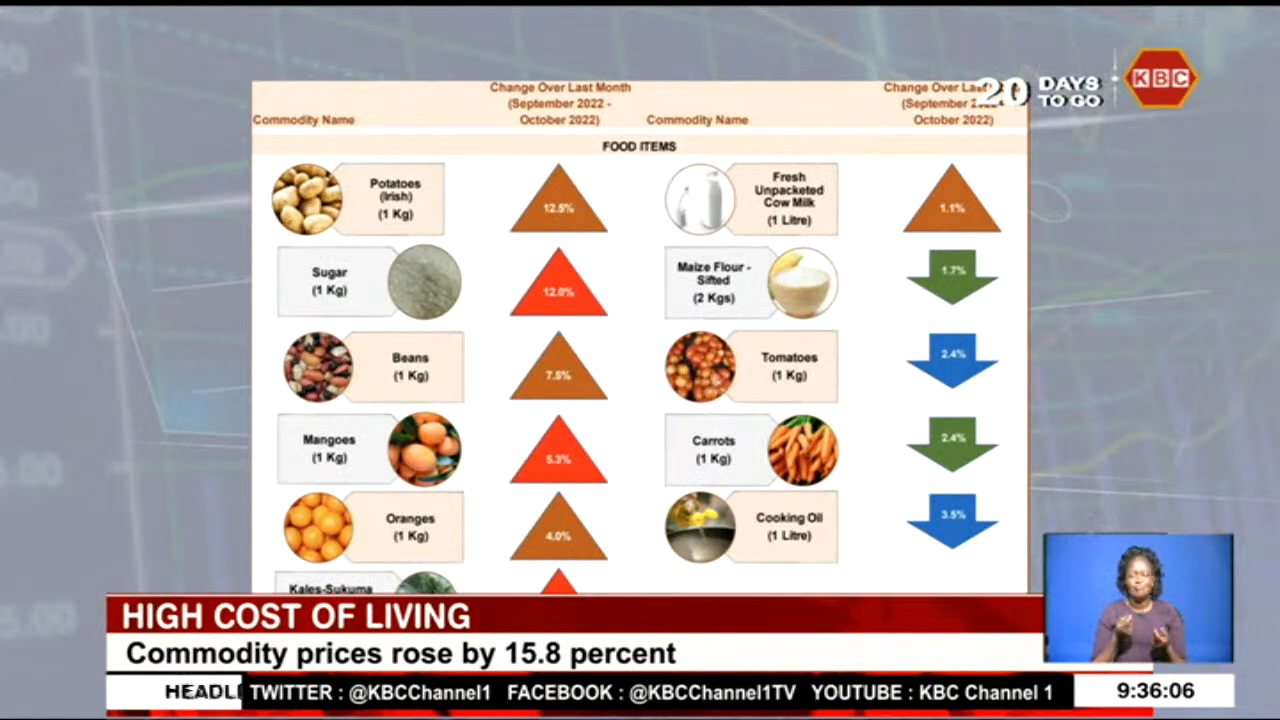 20 DAYS
TO GO
KBC
Change Over Last Month
(September 2022 -
October 2022)
Commodity Name
Change Over Last
(September
October 2022)
Commodity Name
FOOD ITEMS
Potatoes
(Irish)
(1 Kg)
12.5%
Fresh
Unpacketed
Cow Milk
(1 Litre)
1.1%
Sugar
(1 Kg)
12.0%
Maize Flour -
Sifted
(2 Kgs)
1.7%
Beans
(1 Kg)
7.5%
Tomatoes
(1 Kg)
2.4%
Mangoes
(1 Kg)
5.3%
Carrots
(1 Kg)
2.4%
Oranges
(1 Kg)
4.0%
Cooking Oil
(1 Litre)
3.5%
Kales-Sukuma
HIGH COST OF LIVING
Commodity prices rose by 15.8 percent
HEADL TWITTER : @KBCChannel1 FACEBOOK : @KBCChannel1TV YOUTUBE : KBC Channel 1 9:36:06